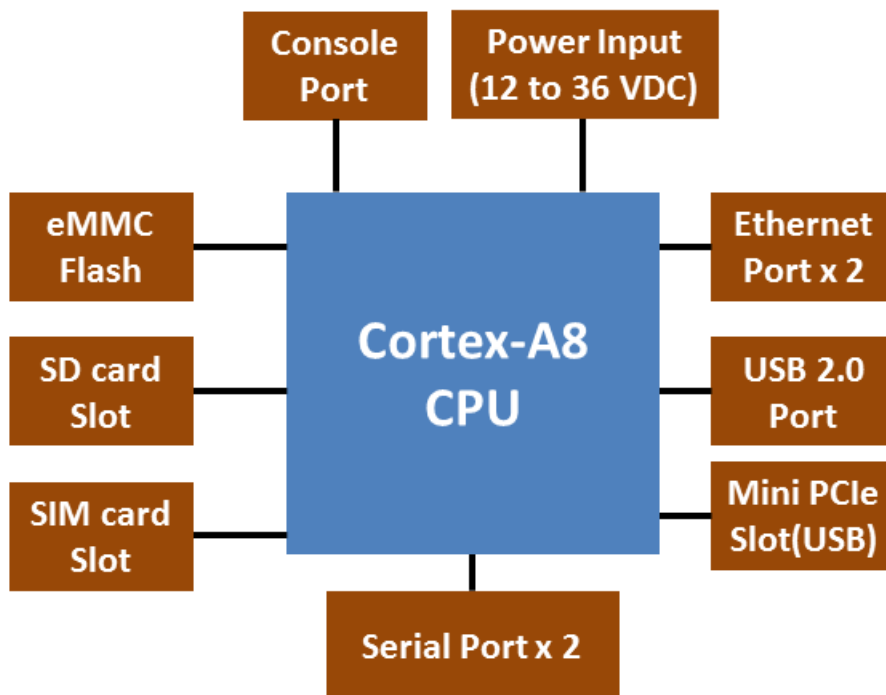 Console
Port
Power Input
(12 to 36 VDC)
eMMC
Flash
Ethernet
Port x 2
Cortex-A8
CPU
SD card
Slot
USB 2.0
Port
SIM card
Slot
Mini PCIe
Slot(USB)
Serial Port x 2